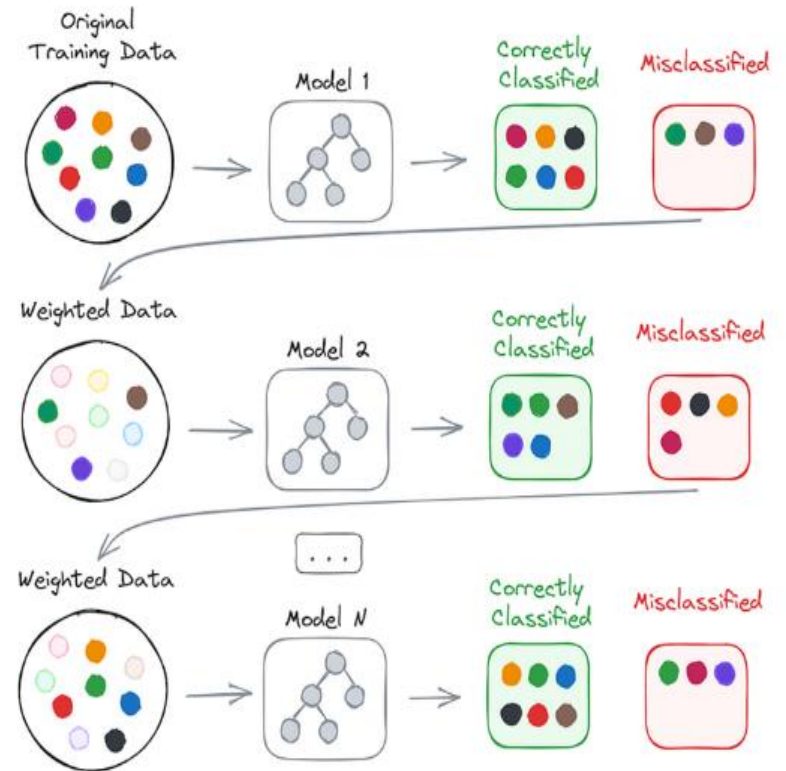 Original
Training Data
Model 1
Correctly
Classified
Misclassified
Weighted Data
Model 2
Correctly
Classified
Misclassified
...
Weighted Data
Model N
Correctly
Classified
Misclassified